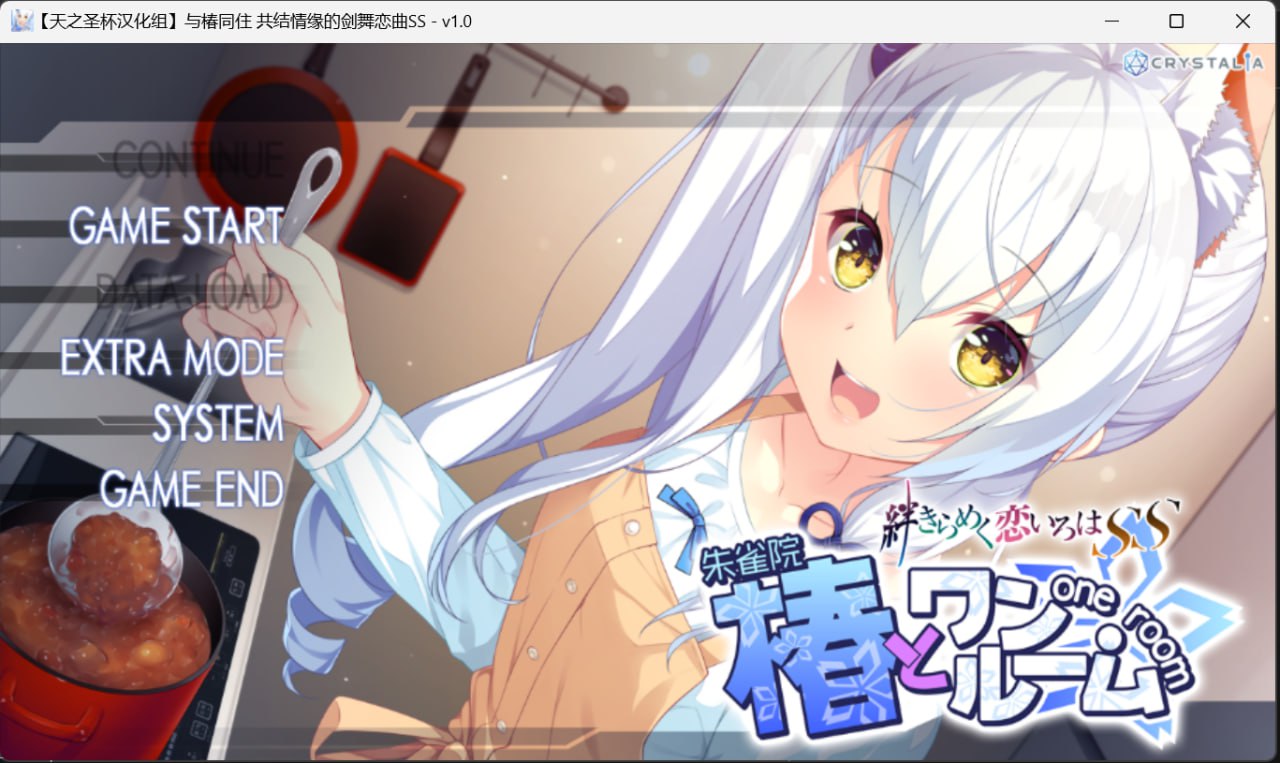 【天之圣杯汉化组】与椿同住 共结情缘的剑舞恋曲SS - v1.0
CRYSTALiA
CONTINUE
GAME START
DATA LOAD
EXTRA MODE
SYSTEM
GAME END
絆きらめく恋いろはSS
朱雀院
椿とワンルーム
one room